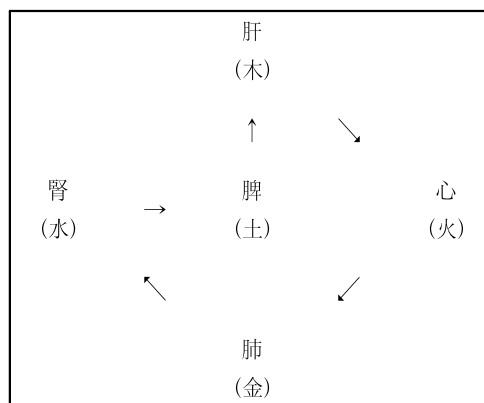 肝
(木)
↑ ↘
腎 脾 心
(水) → (土) (火)
↖ ↙
肺
(金)